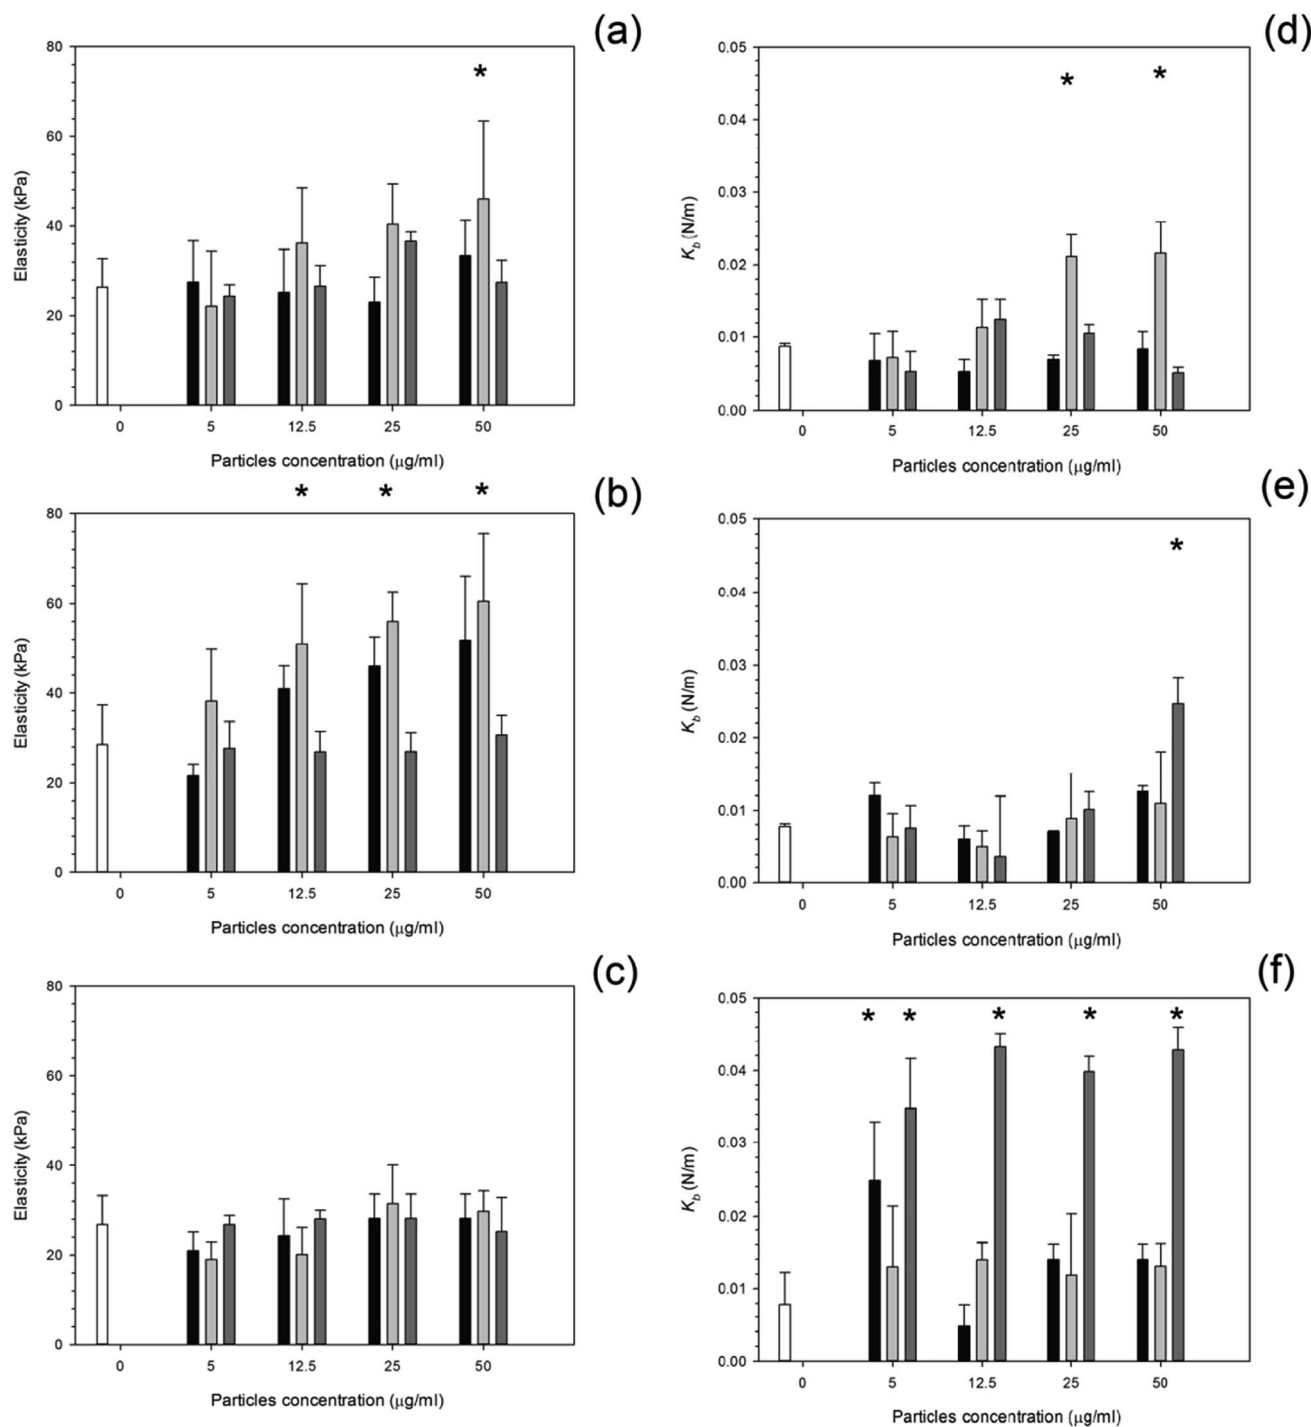 (a)
80
60
40
20
0
Elasticity (kPa)
*
0 5 12.5 25 50
Particles concentration (µg/ml)
(d)
0.05
0.04
0.03
0.02
0.01
0.00
K_b (N/m)
* *
0 5 12.5 25 50
Particles concentration (µg/ml)
(b)
* * *
80
60
40
20
0
Elasticity (kPa)
0 5 12.5 25 50
Particles concentration (µg/ml)
(e)
0.05
0.04
0.03
0.02
0.01
0.00
K_b (N/m)
*
0 5 12.5 25 50
Particles concentration (µg/ml)
(c)
80
60
40
20
0
Elasticity (kPa)
0 5 12.5 25 50
Particles concentration (µg/ml)
(f)
0.05
0.04
0.03
0.02
0.01
0.00
K_b (N/m)
* * * * *
0 5 12.5 25 50
Particles concentration (µg/ml)